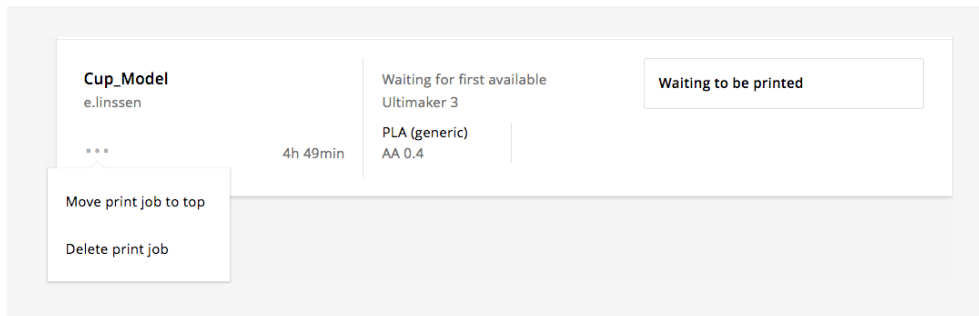 Cup_Model
e.linssen
4h 49min
Waiting for first available
Ultimaker 3
PLA (generic)
AA 0.4
Waiting to be printed
Move print job to top
Delete print job